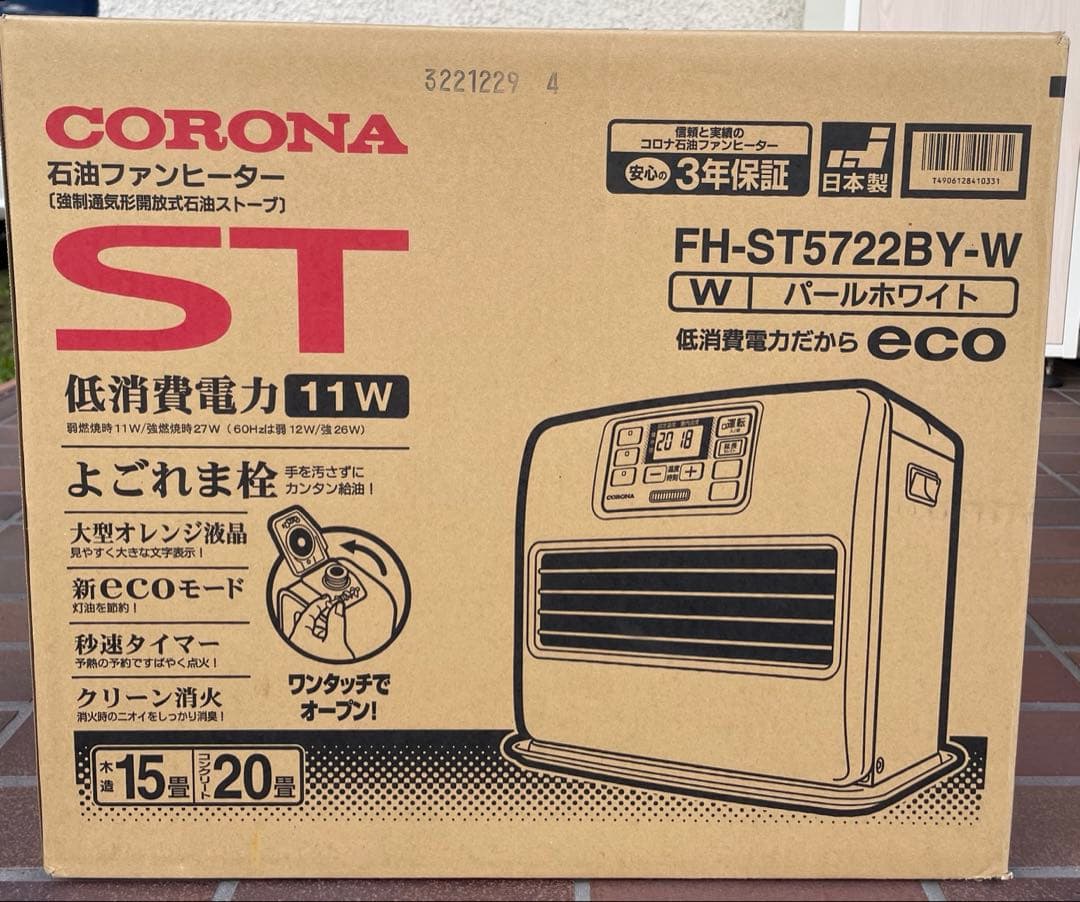 3221229 4
CORONA
石油ファンヒーター
〔強制通気形開放式石油ストーブ〕
ST
低消費電力 11W
弱燃焼時11W/強燃焼時27W（60Hzは弱12W/強26W）
よごれま栓 手を汚さずに
カンタン給油！
大型オレンジ液晶
見やすく大きな文字表示！
新ecoモード
灯油を節約！
秒速タイマー
予熱の予約ですばやく点火！
クリーン消火
消火時のニオイをしっかり消臭！
ワンタッチで
オープン!
木造 15畳 コンクリート 20畳
信頼と実績の
コロナ石油ファンヒーター
安心の 3年保証
日本製
T4906128410331
FH-ST5722BY-W
W パールホワイト
低消費電力だから eco
運転
20 18
温度
時刻
CORONA